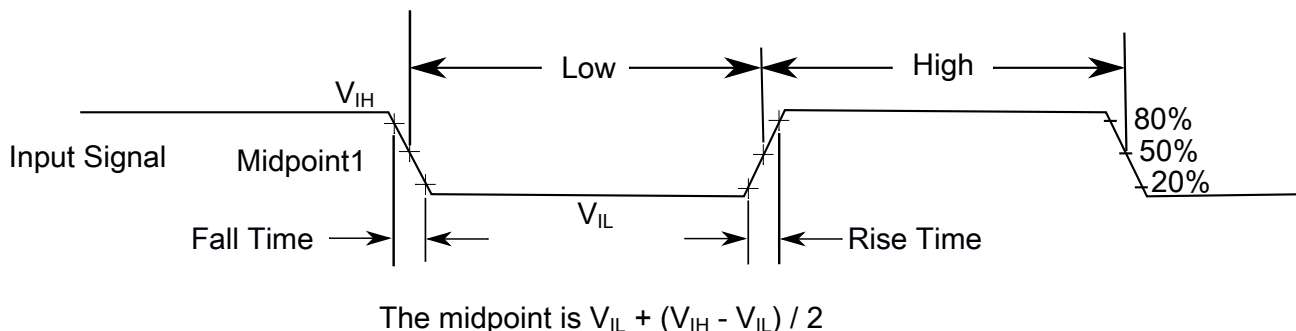 Low
High
V_IH
80%
Input Signal
Midpoint1
50%
20%
V_IL
Fall Time
Rise Time
The midpoint is V_IL + (V_IH - V_IL) / 2